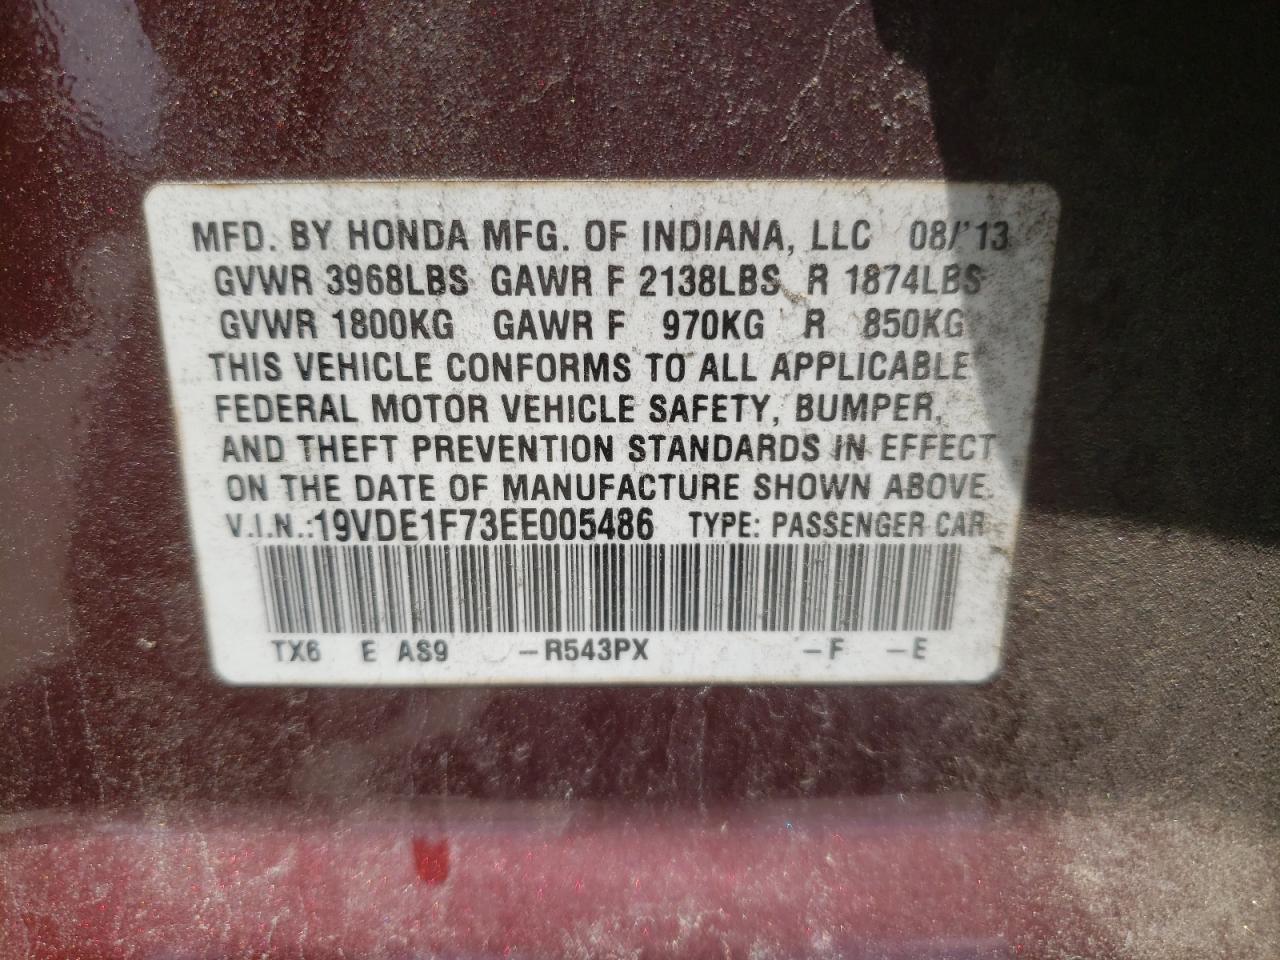 MFD. BY HONDA MFG. OF INDIANA, LLC 08/'13
GVWR 3968LBS GAWR F 2138LBS R 1874LBS
GVWR 1800KG GAWR F 970KG R 850KG
THIS VEHICLE CONFORMS TO ALL APPLICABLE
FEDERAL MOTOR VEHICLE SAFETY, BUMPER,
AND THEFT PREVENTION STANDARDS IN EFFECT
ON THE DATE OF MANUFACTURE SHOWN ABOVE.
V.I.N.:19VDE1F73EE005486 TYPE: PASSENGER CAR
TX6 E AS9 -R543PX -F -E